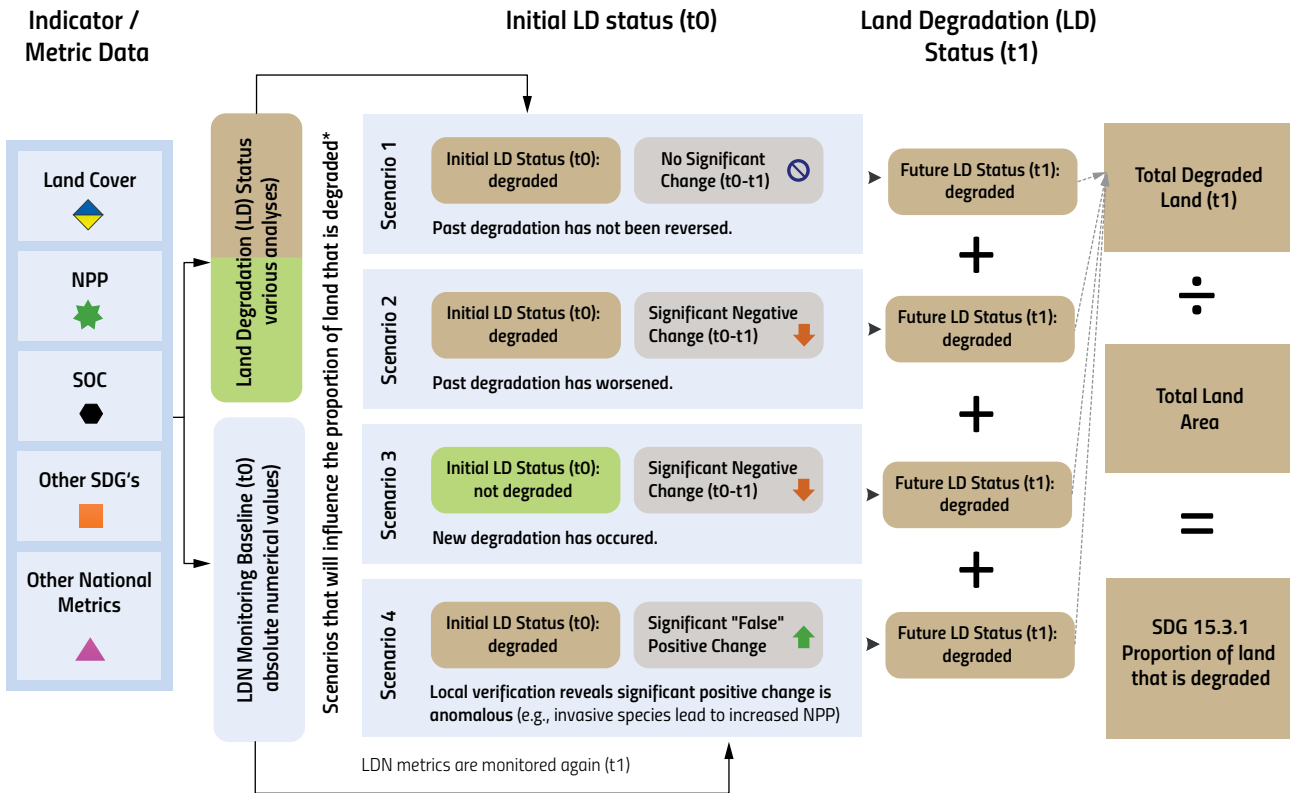 Indicator /
Metric Data
Initial LD status (t0)
Land Degradation (LD)
Status (t1)
Land Cover
NPP
SOC
Other SDG's
Other National
Metrics
Land Degradation (LD) Status
various analyses)
LDN Monitoring Baseline (t0)
absolute numerical values)
Scenarios that will influence the proportion of land that is degraded*
Scenario 1
Initial LD Status (t0):
degraded
No Significant
Change (t0-t1)
Past degradation has not been reversed.
Future LD Status (t1):
degraded
+
Scenario 2
Initial LD Status (t0):
degraded
Significant Negative
Change (t0-t1)
Past degradation has worsened.
Future LD Status (t1):
degraded
+
Scenario 3
Initial LD Status (t0):
not degraded
Significant Negative
Change (t0-t1)
New degradation has occured.
Future LD Status (t1):
degraded
+
Scenario 4
Initial LD Status (t0):
degraded
Significant "False"
Positive Change
Local verification reveals significant positive change is
anomalous (e.g., invasive species lead to increased NPP)
Future LD Status (t1):
degraded
LDN metrics are monitored again (t1)
Total Degraded
Land (t1)
÷
Total Land
Area
=
SDG 15.3.1
Proportion of land
that is degraded